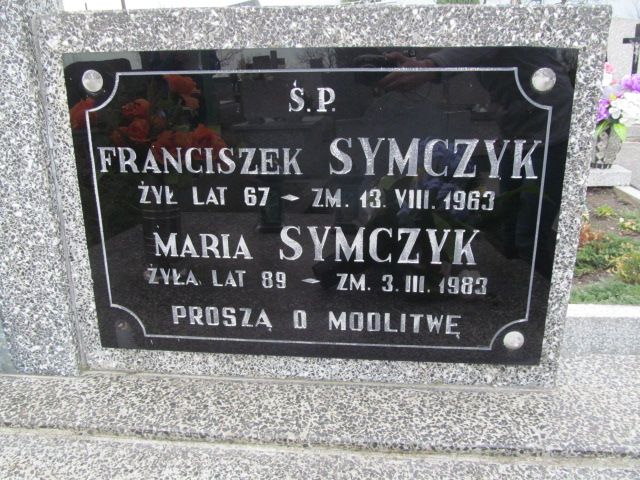 Ś.P.
FRANCISZEK SYMCZYK
ŻYŁ LAT 67 - ZM. 13. VIII. 1963
MARIA SYMCZYK
ŻYŁA LAT 89 - ZM. 3. III. 1983
PROSZĄ O MODLITWĘ